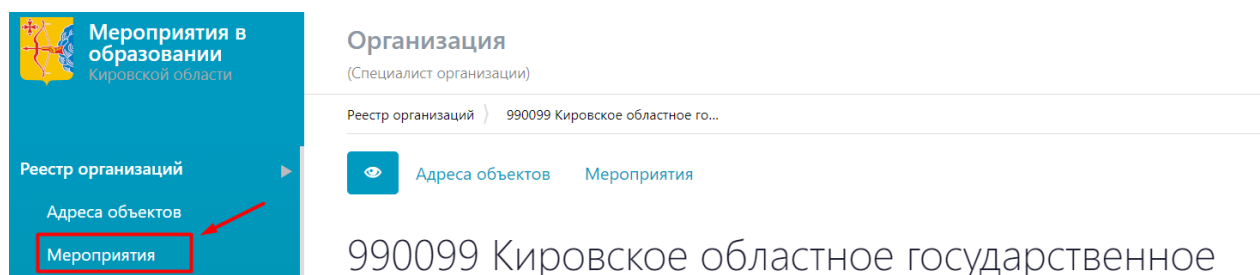 Мероприятия в
образовании
Кировской области
Организация
(Специалист организации)
Реестр организаций
990099 Кировское областное го...
Реестр организаций
Адреса объектов
Мероприятия
Адреса объектов
Мероприятия
990099 Кировское областное государственное